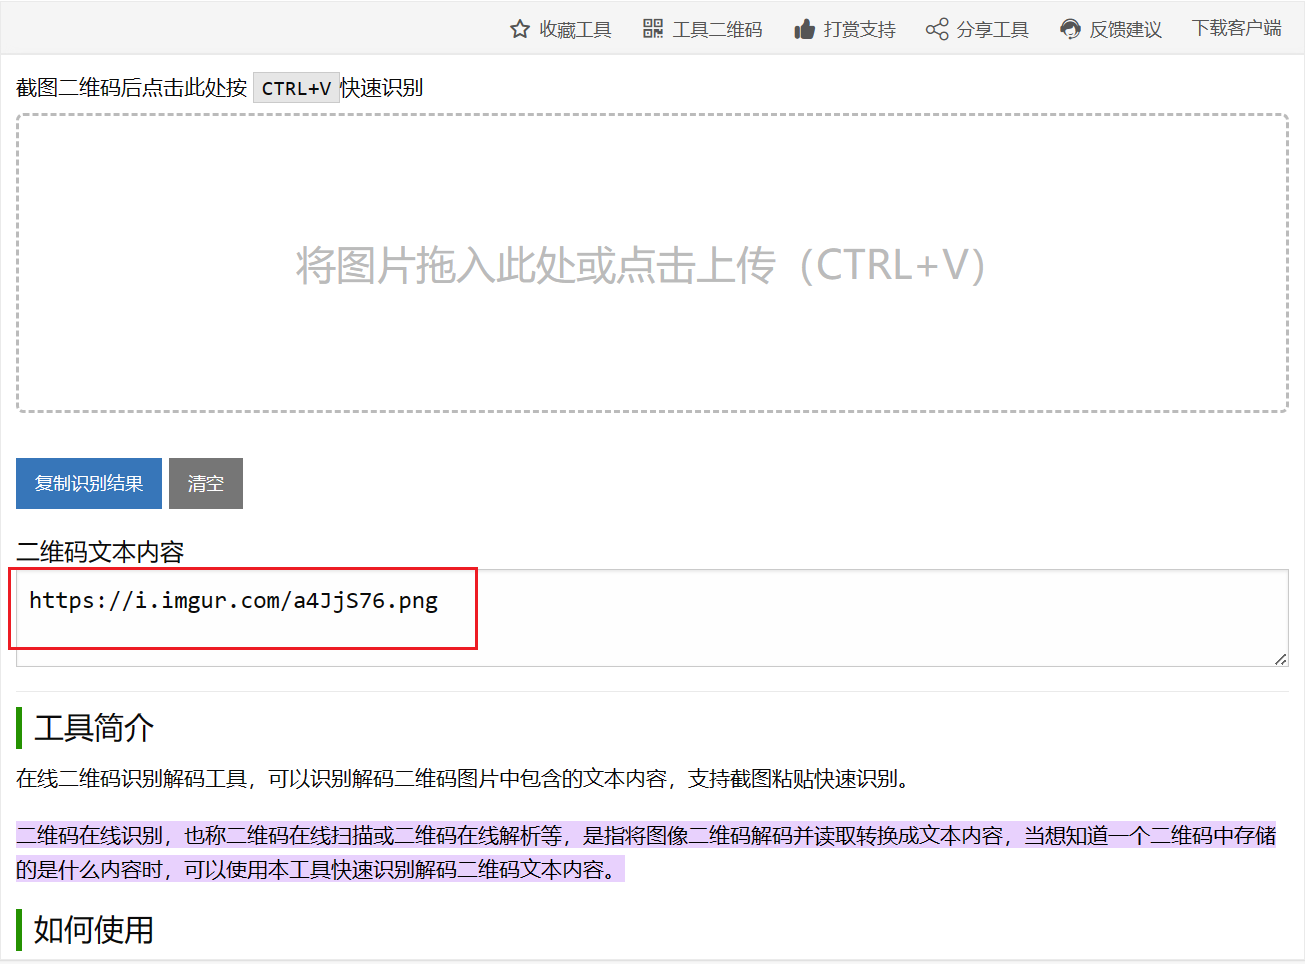 收藏工具 工具二维码 打赏支持 分享工具 反馈建议 下载客户端
截图二维码后点击此处按 CTRL+V 快速识别
将图片拖入此处或点击上传（CTRL+V）
复制识别结果 清空
二维码文本内容
https://i.imgur.com/a4JjS76.png
工具简介
在线二维码识别解码工具，可以识别解码二维码图片中包含的文本内容，支持截图粘贴快速识别。
二维码在线识别，也称二维码在线扫描或二维码在线解析等，是指将图像二维码解码并读取转换成文本内容，当想知道一个二维码中存储
的是什么内容时，可以使用本工具快速识别解码二维码文本内容。
如何使用